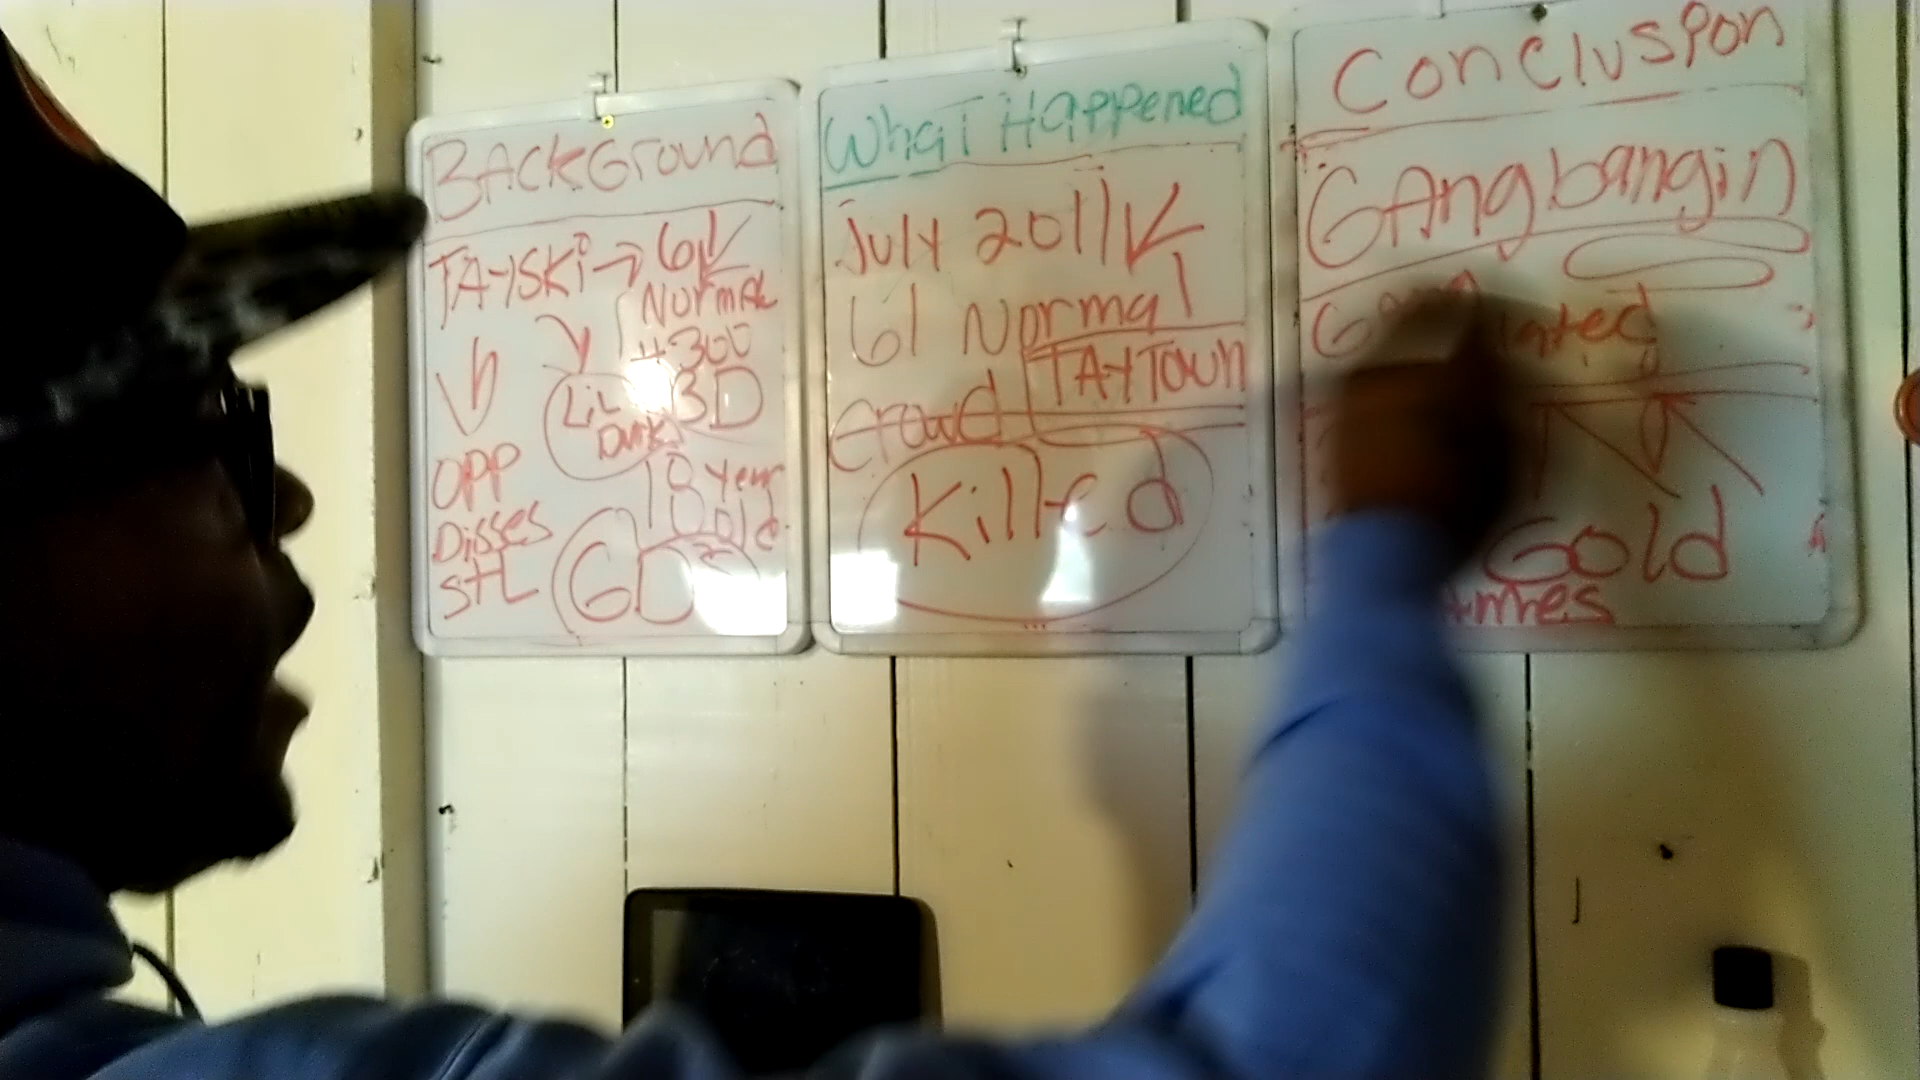 BACKGround
TAYSKi → 61
Normal
300
BD
LiL
Durk
OPP
Disses
STL
18 year
old
GD
WhaT Happened
July 2011
61 Normal
TAYTOWN
Crowd
Killed
Conclusion
GAngbangin
Gold